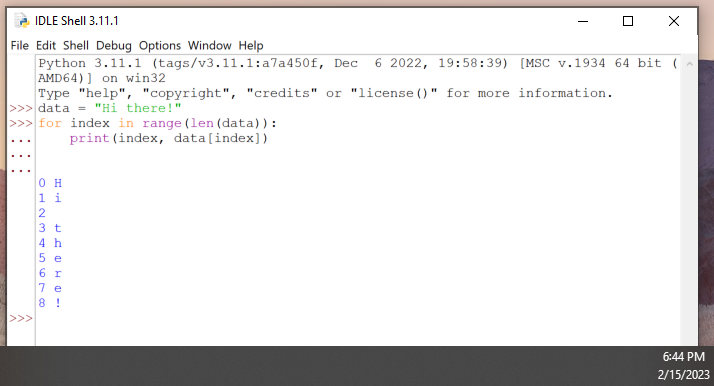 IDLE Shell 3.11.1
File Edit Shell Debug Options Window Help
Python 3.11.1 (tags/v3.11.1:a7a450f, Dec  6 2022, 19:58:39) [MSC v.1934 64 bit (
AMD64)] on win32
Type "help", "copyright", "credits" or "license()" for more information.
>>> data = "Hi there!"
>>> for index in range(len(data)):
...     print(index, data[index])
...
...
0 H
1 i
2
3 t
4 h
5 e
6 r
7 e
8 !
>>>
6:44 PM
2/15/2023